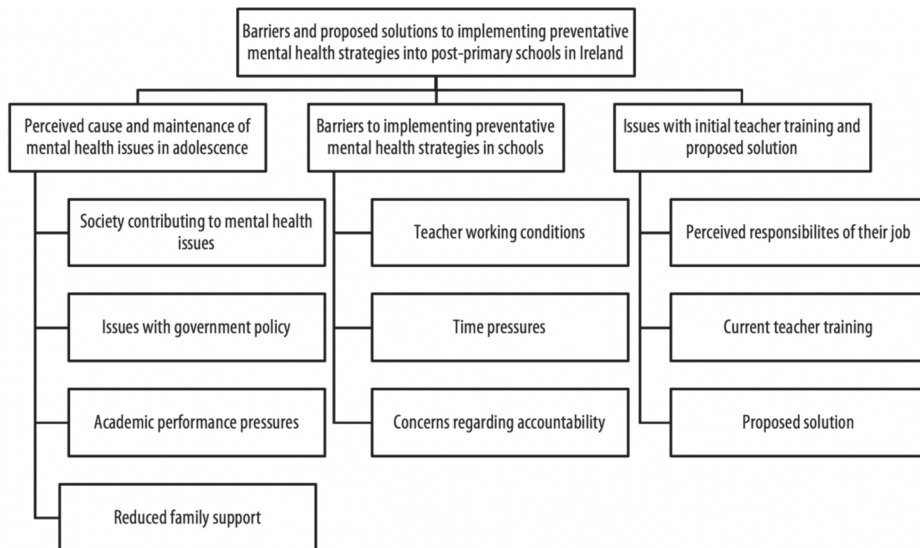 Barriers and proposed solutions to implementing preventative
mental health strategies into post-primary schools in Ireland
Perceived cause and maintenance of
mental health issues in adolescence
Society contributing to mental health
issues
Issues with government policy
Academic performance pressures
Reduced family support
Barriers to implementing preventative
mental health strategies in schools
Teacher working conditions
Time pressures
Concerns regarding accountability
Issues with initial teacher training and
proposed solution
Perceived responsibilites of their job
Current teacher training
Proposed solution